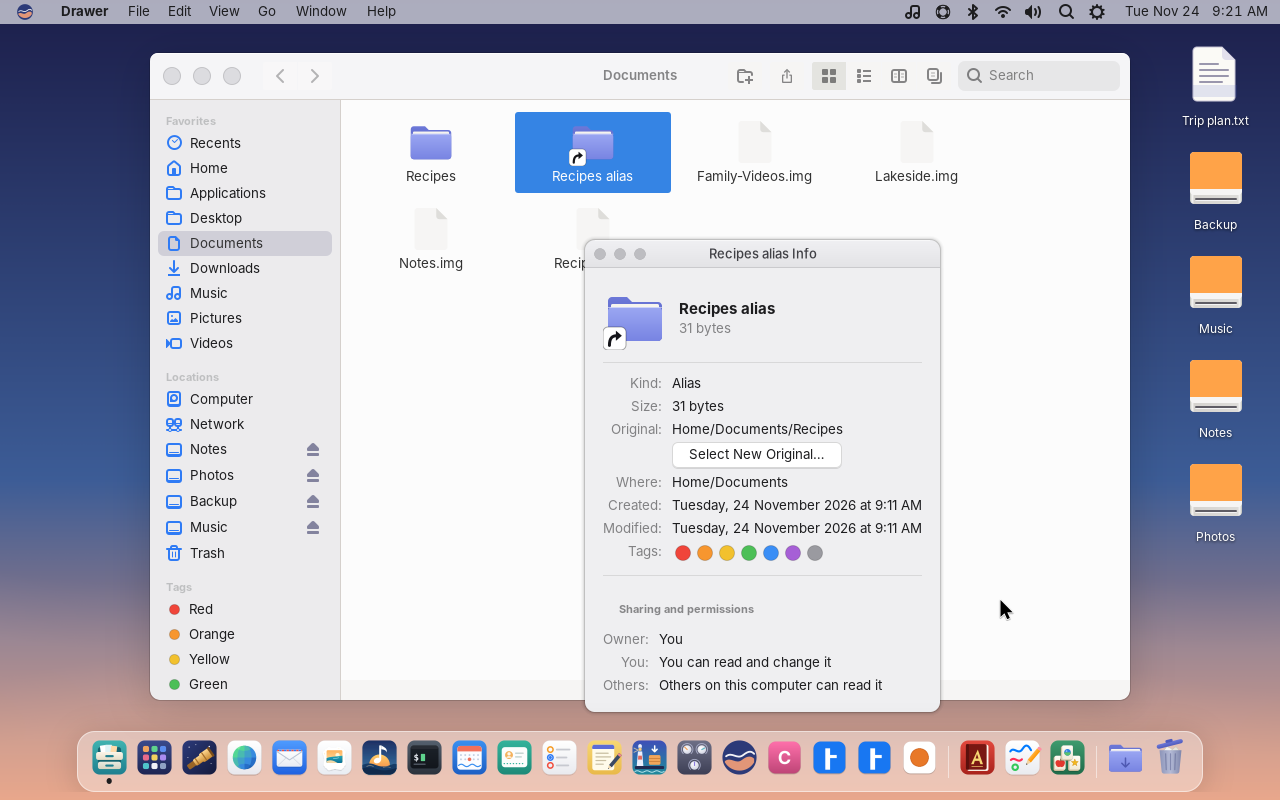 Drawer File Edit View Go Window Help Tue Nov 24 9:21 AM
Documents
Search
Favorites
Recents
Home
Applications
Desktop
Documents
Downloads
Music
Pictures
Videos
Locations
Computer
Network
Notes
Photos
Backup
Music
Trash
Tags
Red
Orange
Yellow
Green
Recipes
Recipes alias
Family-Videos.img
Lakeside.img
Notes.img
Recipes alias Info
Recipes alias
31 bytes
Kind: Alias
Size: 31 bytes
Original: Home/Documents/Recipes
Select New Original...
Where: Home/Documents
Created: Tuesday, 24 November 2026 at 9:11 AM
Modified: Tuesday, 24 November 2026 at 9:11 AM
Tags:
Sharing and permissions
Owner: You
You: You can read and change it
Others: Others on this computer can read it
Trip plan.txt
Backup
Music
Notes
Photos
$
C
A